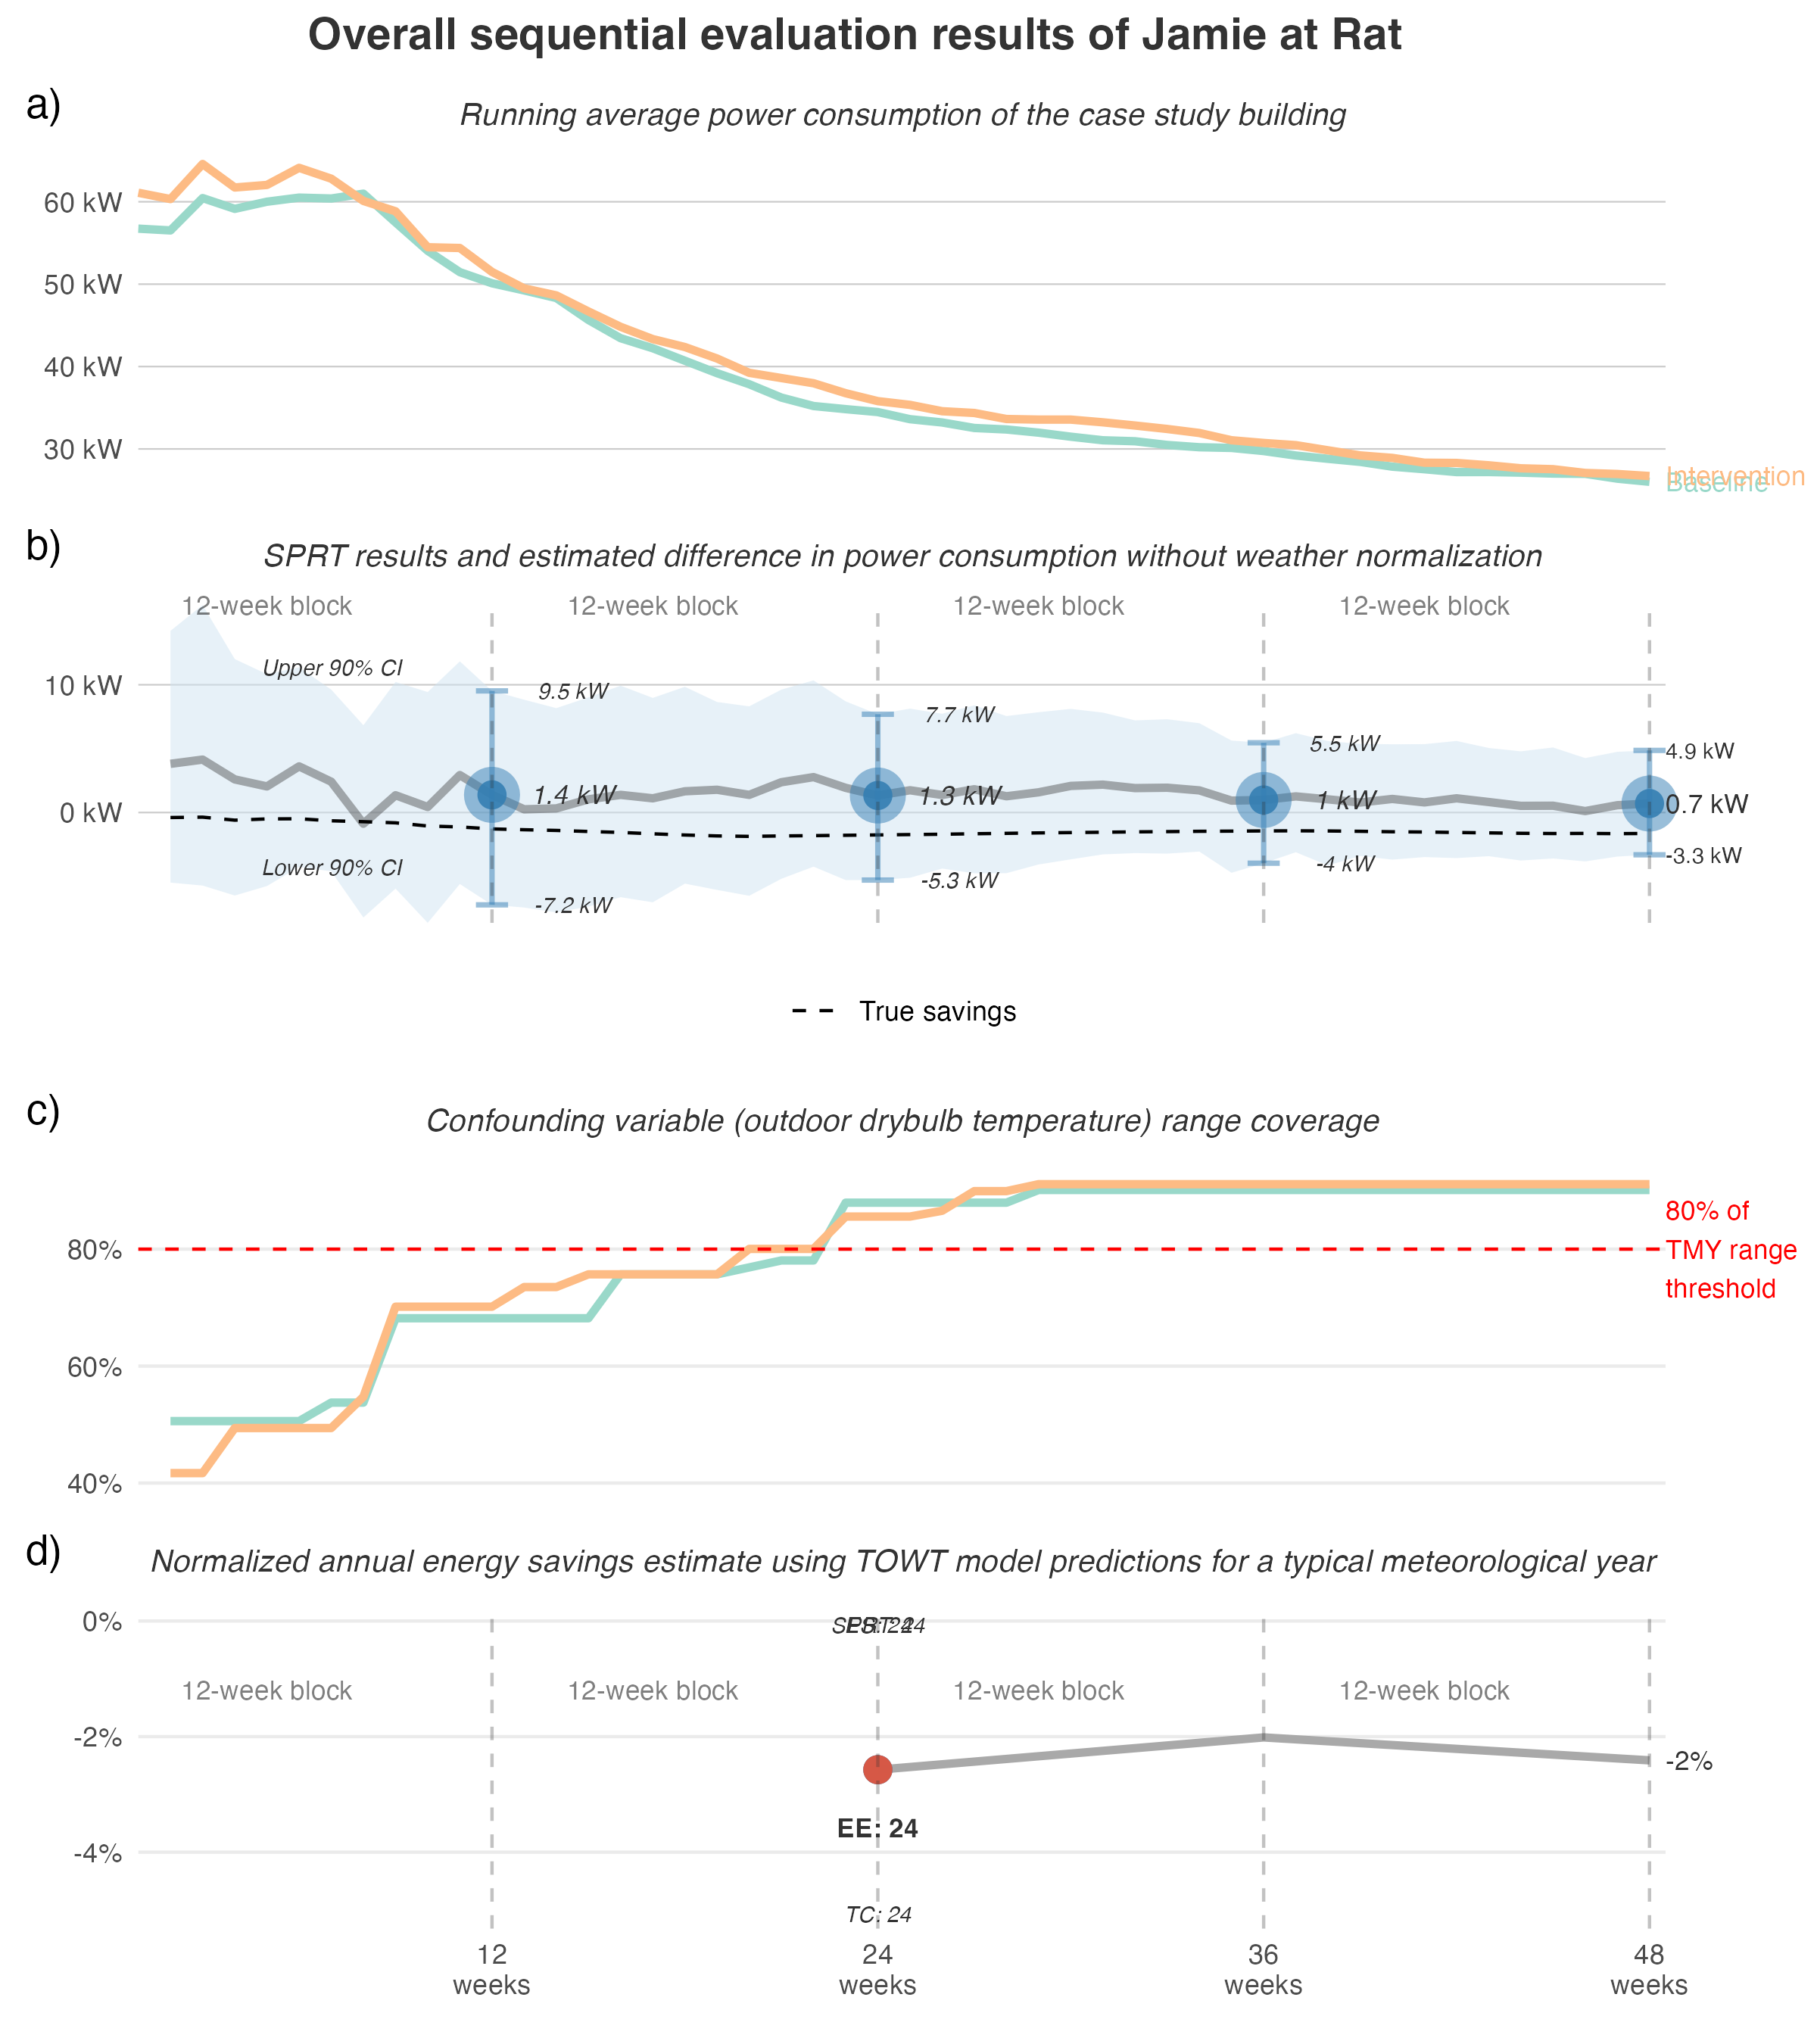 Overall sequential evaluation results of Jamie at Rat
a)
Running average power consumption of the case study building
60 kW
50 kW
40 kW
30 kW
Intervention
Baseline
b)
SPRT results and estimated difference in power consumption without weather normalization
12-week block
12-week block
12-week block
12-week block
Upper 90% CI
10 kW
9.5 kW
7.7 kW
5.5 kW
4.9 kW
0 kW
1.4 kW
1.3 kW
1 kW
0.7 kW
Lower 90% CI
-7.2 kW
-5.3 kW
-4 kW
-3.3 kW
True savings
c)
Confounding variable (outdoor drybulb temperature) range coverage
80%
60%
40%
80% of
TMY range
threshold
d)
Normalized annual energy savings estimate using TOWT model predictions for a typical meteorological year
0%
-2%
-4%
12-week block
12-week block
12-week block
12-week block
-2%
EE: 24
TC: 24
12
weeks
24
weeks
36
weeks
48
weeks